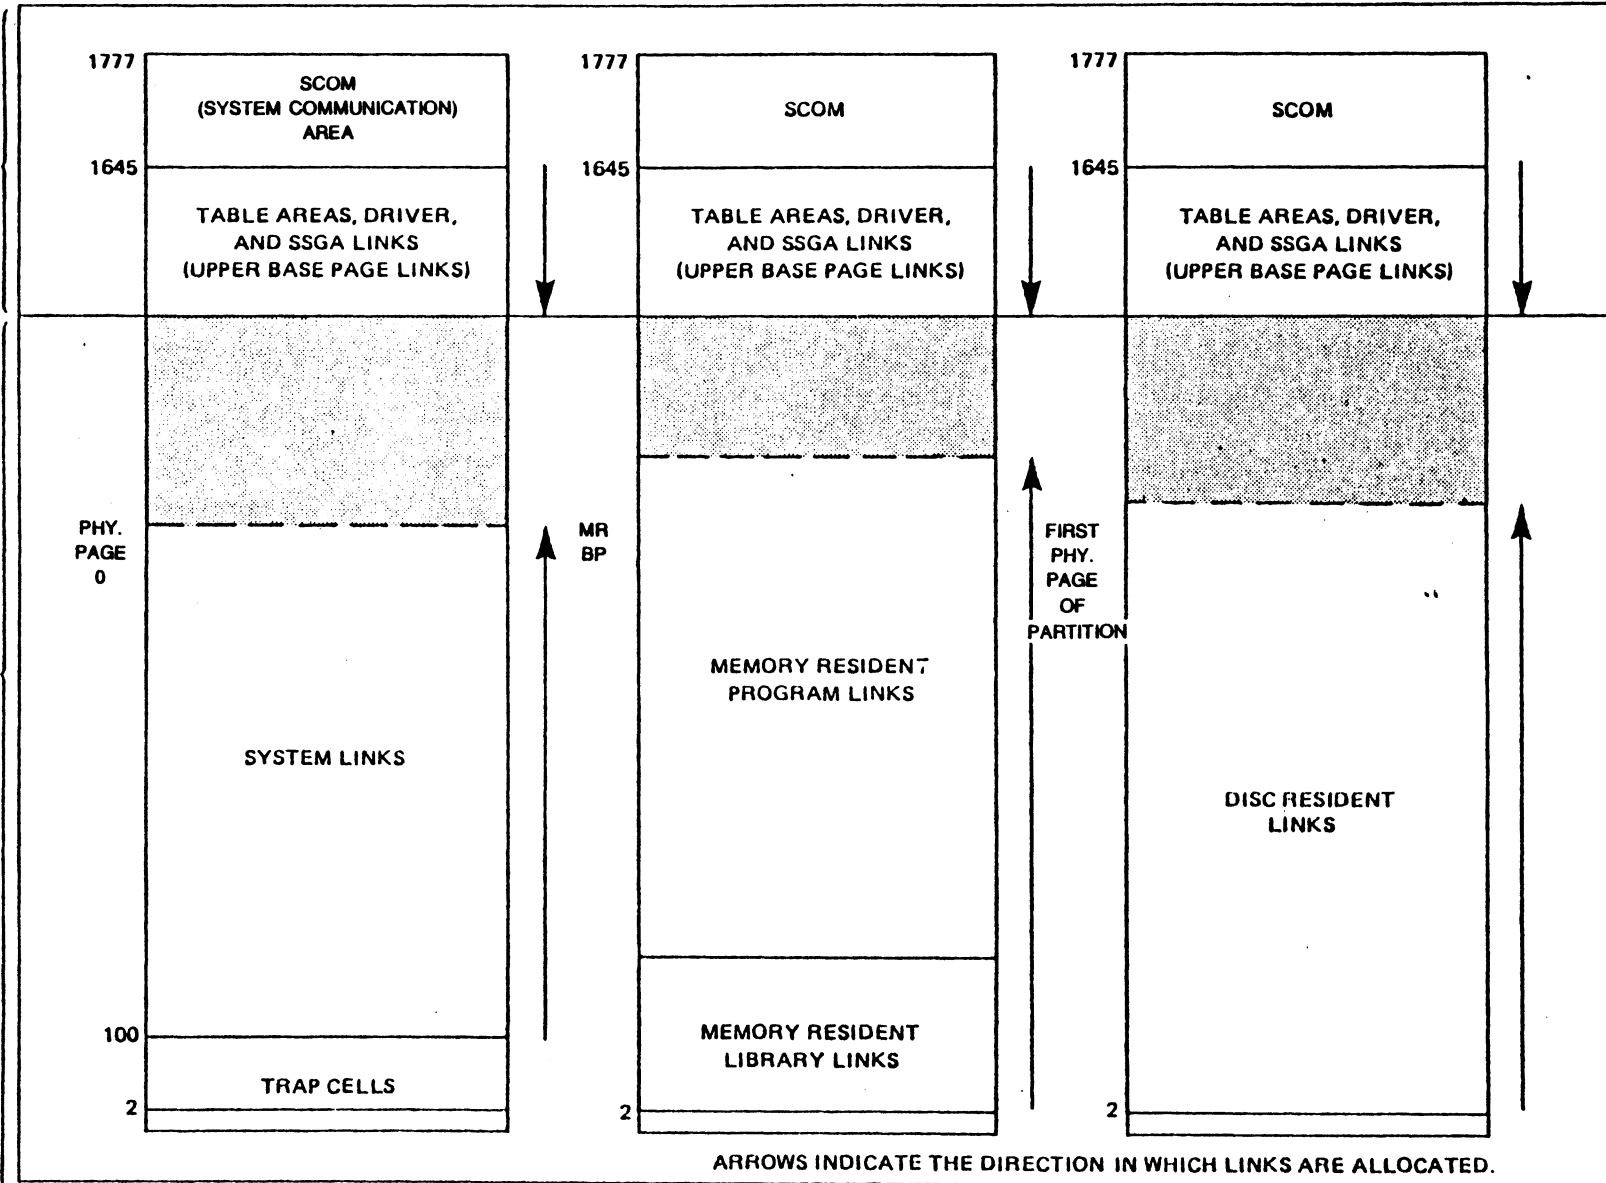 1777
SCOM
(SYSTEM COMMUNICATION)
AREA
1645
TABLE AREAS, DRIVER,
AND SSGA LINKS
(UPPER BASE PAGE LINKS)
PHY.
PAGE
0
SYSTEM LINKS
100
TRAP CELLS
2
1777
SCOM
1645
TABLE AREAS, DRIVER,
AND SSGA LINKS
(UPPER BASE PAGE LINKS)
MR
BP
MEMORY RESIDENT
PROGRAM LINKS
MEMORY RESIDENT
LIBRARY LINKS
2
1777
SCOM
1645
TABLE AREAS, DRIVER,
AND SSGA LINKS
(UPPER BASE PAGE LINKS)
FIRST
PHY.
PAGE
OF
PARTITION
DISC RESIDENT
LINKS
2
ARROWS INDICATE THE DIRECTION IN WHICH LINKS ARE ALLOCATED.